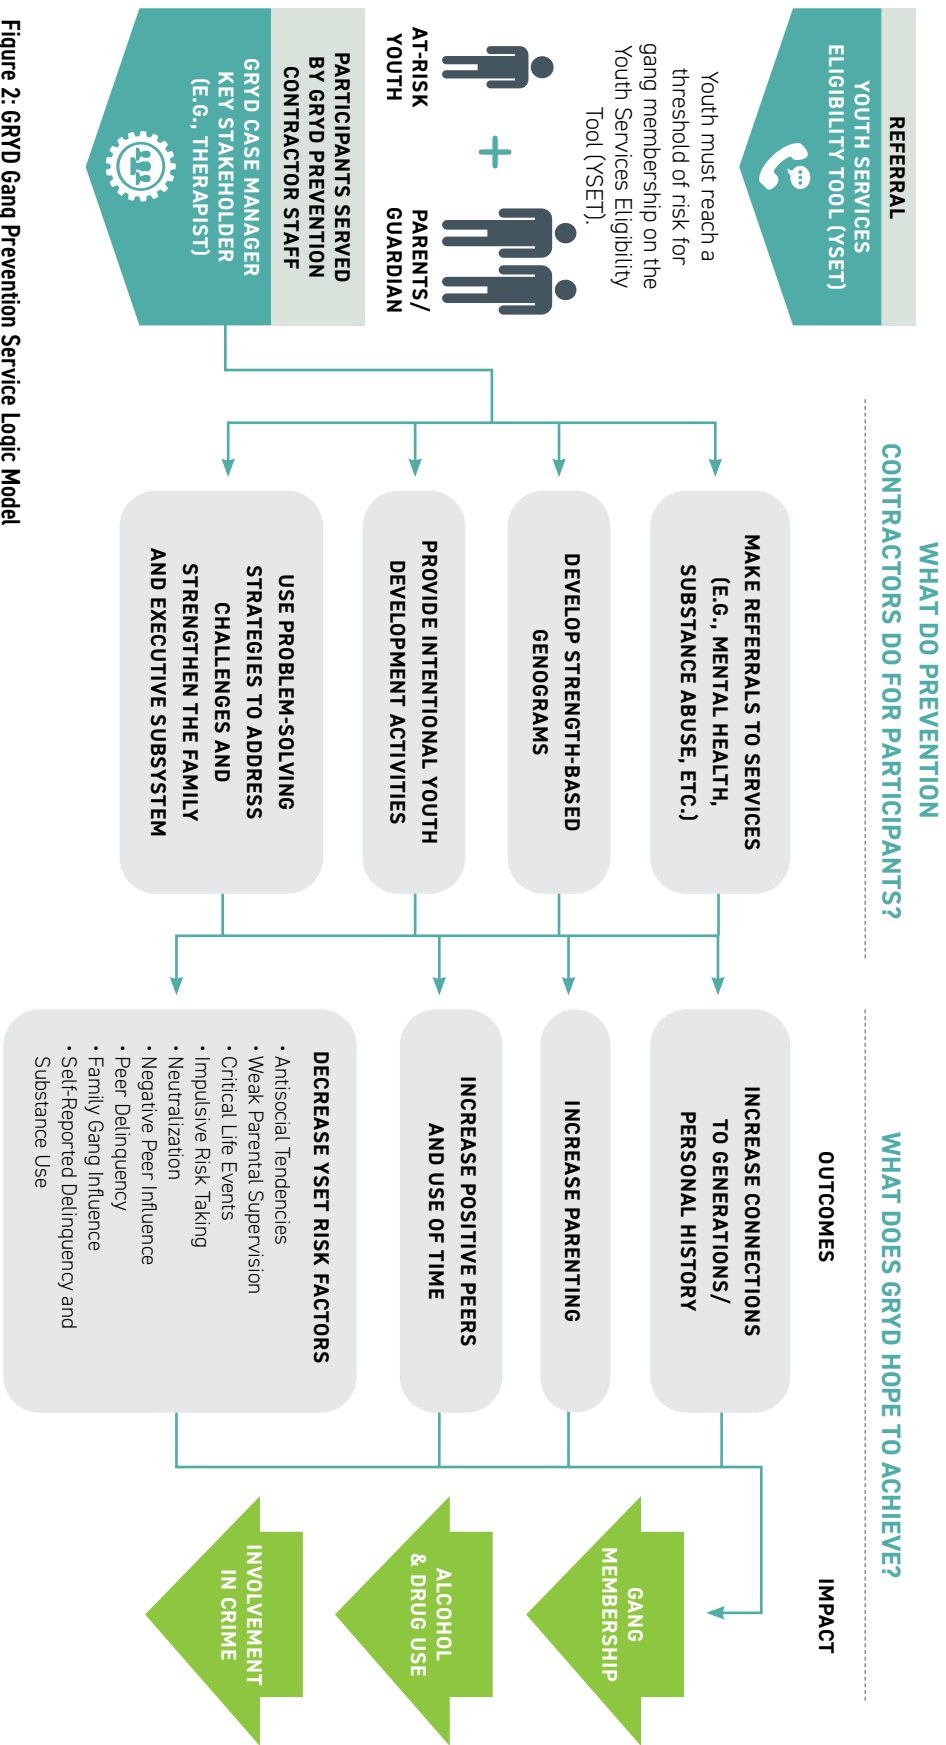 REFERRAL
YOUTH SERVICES
ELIGIBILITY TOOL (YSET)
Youth must reach a
threshold of risk for
gang membership on the
Youth Services Eligibility
Tool (YSET).
AT-RISK
YOUTH
+
PARENTS/
GUARDIAN
PARTICIPANTS SERVED
BY GRYD PREVENTION
CONTRACTOR STAFF
GRYD CASE MANAGER
KEY STAKEHOLDER
(E.G., THERAPIST)
WHAT DO PREVENTION
CONTRACTORS DO FOR PARTICIPANTS?
MAKE REFERRALS TO SERVICES
(E.G., MENTAL HEALTH,
SUBSTANCE ABUSE, ETC.)
DEVELOP STRENGTH-BASED
GENOGRAMS
PROVIDE INTENTIONAL YOUTH
DEVELOPMENT ACTIVITIES
USE PROBLEM-SOLVING
STRATEGIES TO ADDRESS
CHALLENGES AND
STRENGTHEN THE FAMILY
AND EXECUTIVE SUBSYSTEM
WHAT DOES GRYD HOPE TO ACHIEVE?
OUTCOMES
INCREASE CONNECTIONS
TO GENERATIONS/
PERSONAL HISTORY
INCREASE PARENTING
INCREASE POSITIVE PEERS
AND USE OF TIME
DECREASE YSET RISK FACTORS
• Antisocial Tendencies
• Weak Parental Supervision
• Critical Life Events
• Impulsive Risk Taking
• Neutralization
• Negative Peer Influence
• Peer Delinquency
• Family Gang Influence
• Self-Reported Delinquency and
Substance Use
IMPACT
GANG
MEMBERSHIP
ALCOHOL
& DRUG USE
INVOLVEMENT
IN CRIME
Figure 2: GRYD Gang Prevention Service Logic Model